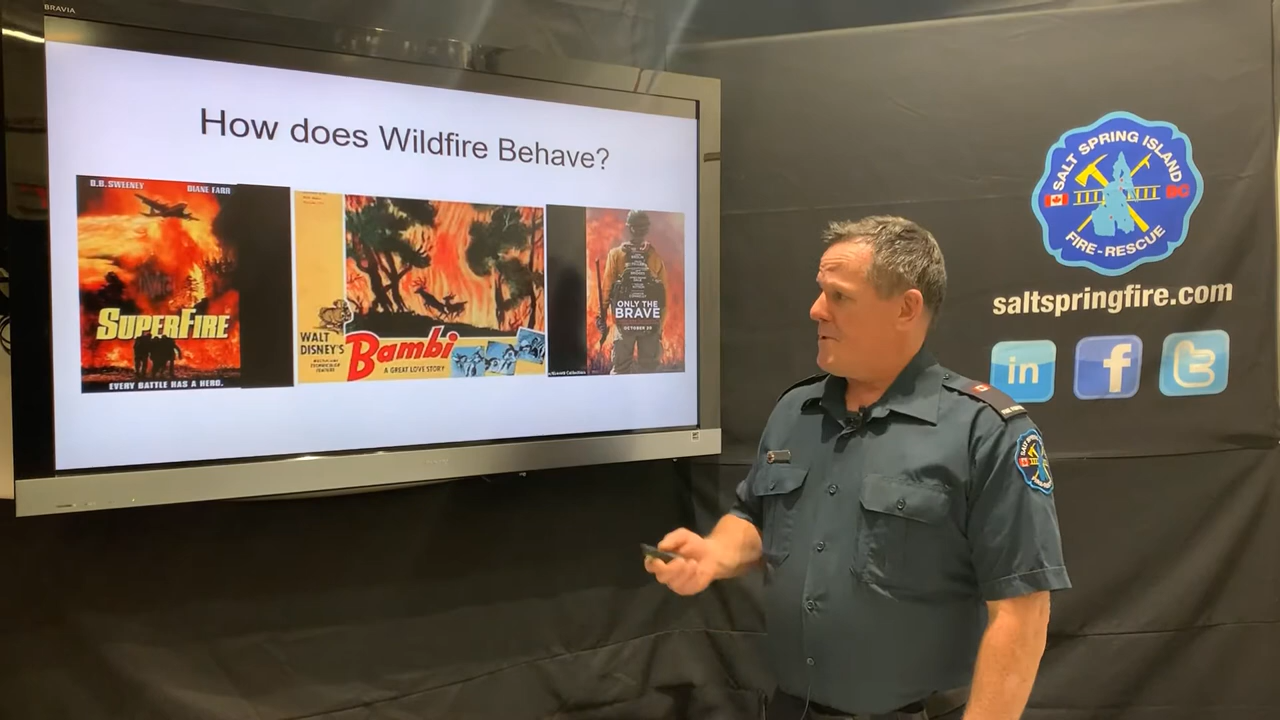 BRAVIA
How does Wildfire Behave?
D.B. SWEENEY DIANE FARR
SUPERFIRE
EVERY BATTLE HAS A HERO.
WALT DISNEY'S
Bambi
A GREAT LOVE STORY
ONLY THE BRAVE
OCTOBER 20
SALT SPRING ISLAND
BC
FIRE-RESCUE
saltspringfire.com
in
f
t